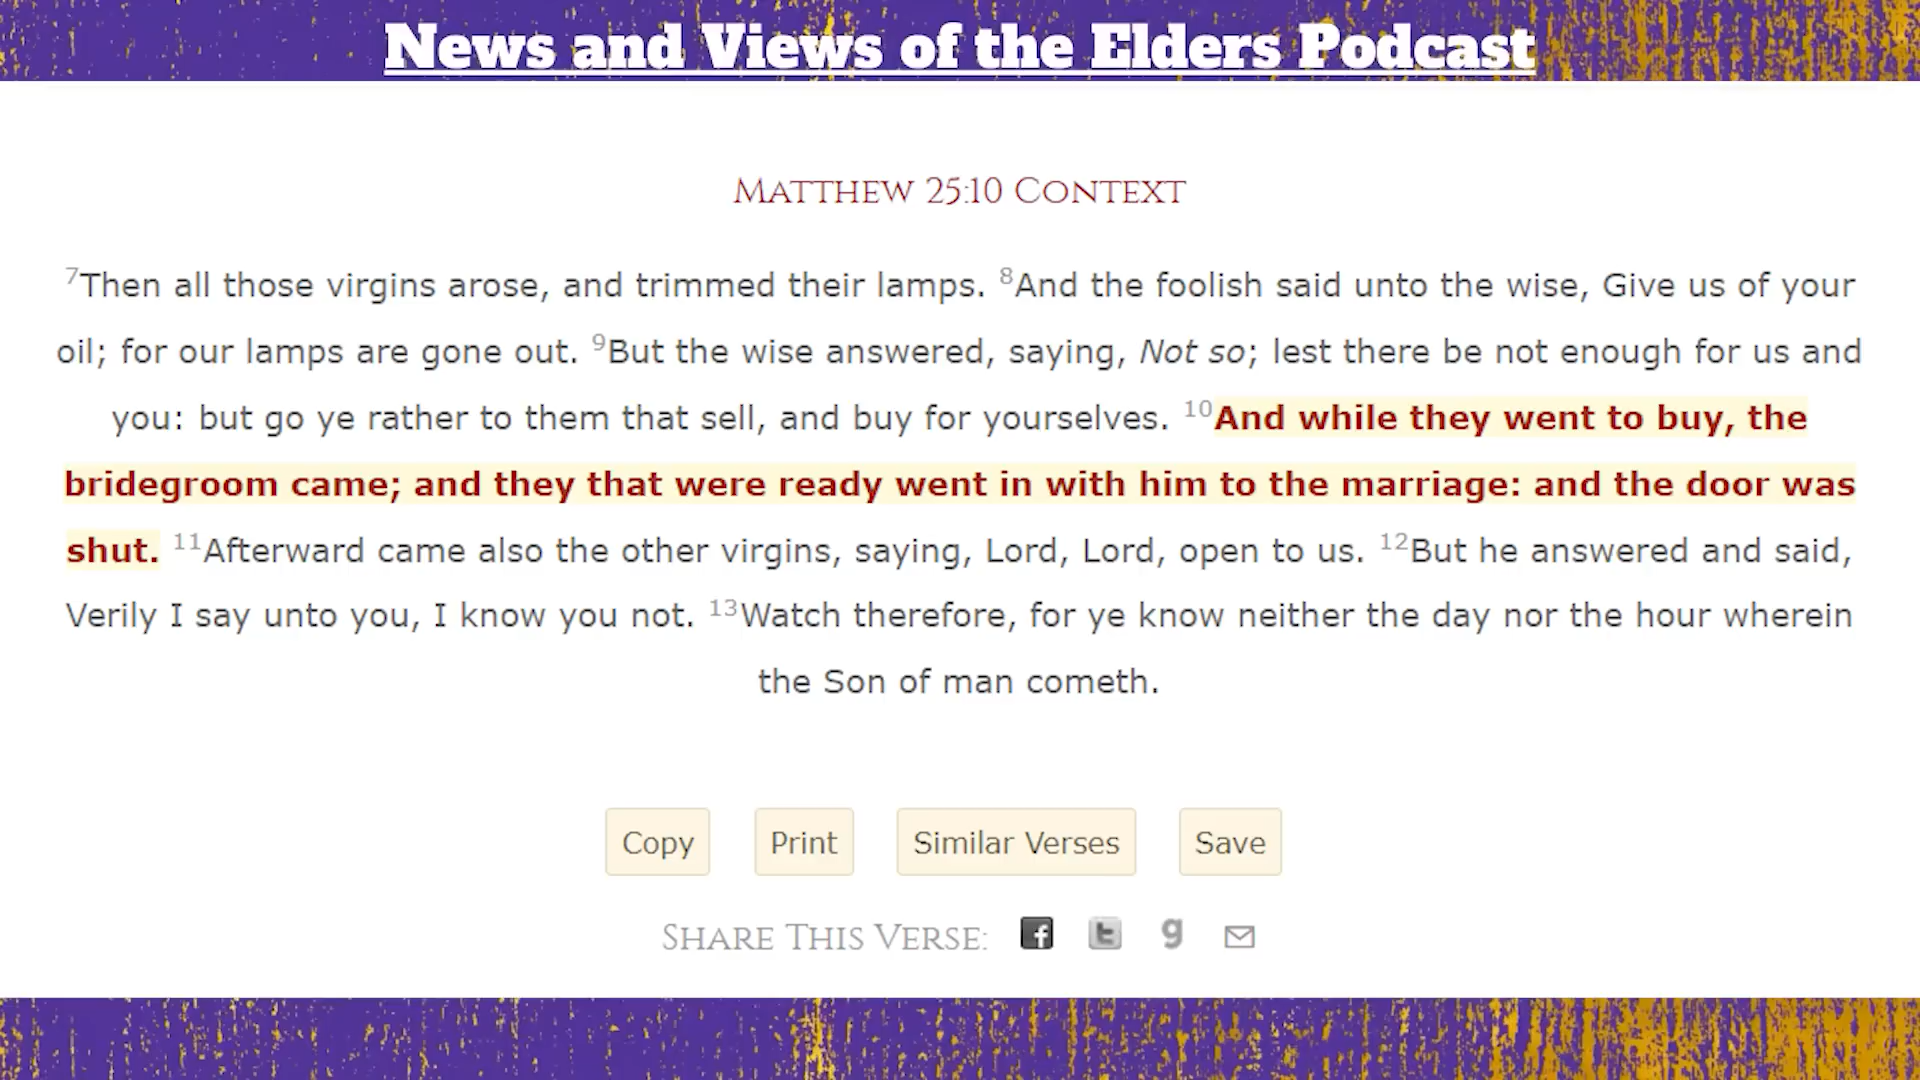 News and Views of the Elders Podcast
MATTHEW 25:10 CONTEXT
7Then all those virgins arose, and trimmed their lamps. 8And the foolish said unto the wise, Give us of your
oil; for our lamps are gone out. 9But the wise answered, saying, Not so; lest there be not enough for us and
you: but go ye rather to them that sell, and buy for yourselves. 10And while they went to buy, the
bridegroom came; and they that were ready went in with him to the marriage: and the door was
shut. 11Afterward came also the other virgins, saying, Lord, Lord, open to us. 12But he answered and said,
Verily I say unto you, I know you not. 13Watch therefore, for ye know neither the day nor the hour wherein
the Son of man cometh.
Copy Print Similar Verses Save
SHARE THIS VERSE: